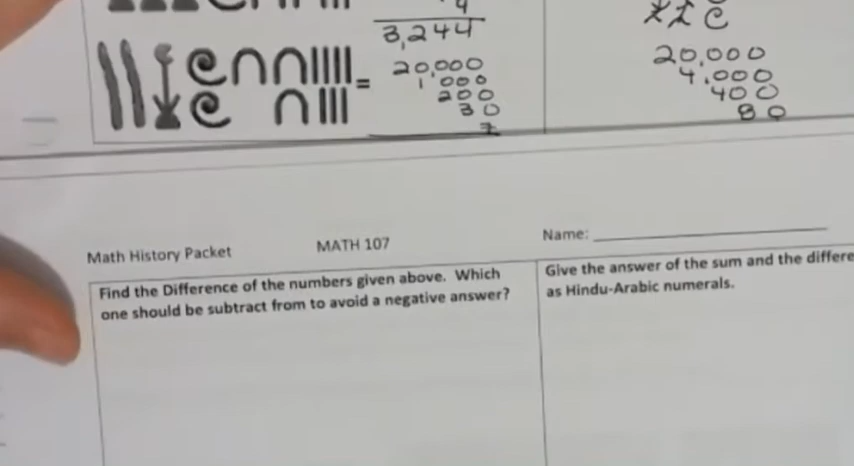 4
3,244
20,000
1,000
200
30
7
=
20,000
4,000
400
80
Math History Packet
MATH 107
Name:
Find the Difference of the numbers given above. Which
one should be subtract from to avoid a negative answer?
Give the answer of the sum and the differe
as Hindu-Arabic numerals.